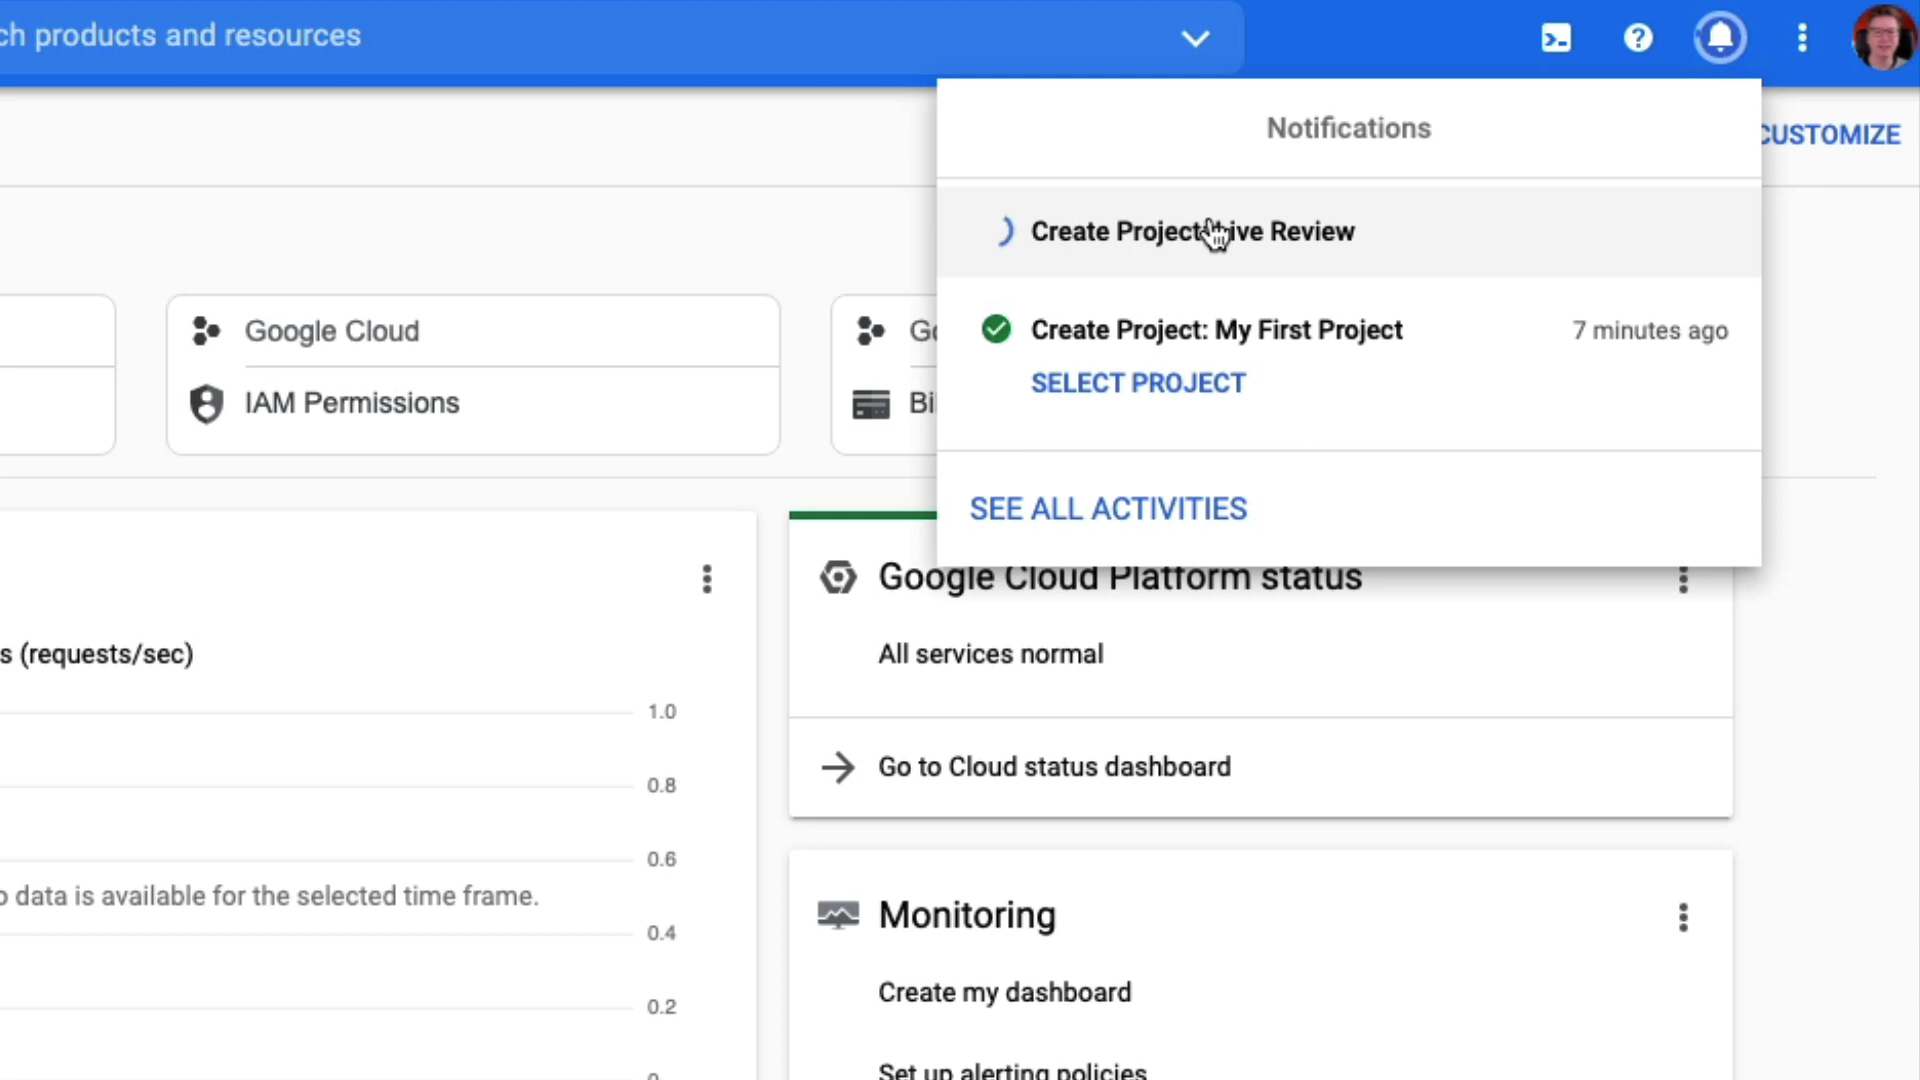 ch products and resources
CUSTOMIZE
Notifications
Create Project ive Review
Create Project: My First Project
7 minutes ago
SELECT PROJECT
SEE ALL ACTIVITIES
Google Cloud
IAM Permissions
Go
Bi
Google Cloud Platform status
All services normal
Go to Cloud status dashboard
s (requests/sec)
1.0
0.8
0.6
o data is available for the selected time frame.
0.4
0.2
0
Monitoring
Create my dashboard
Set up alerting policies